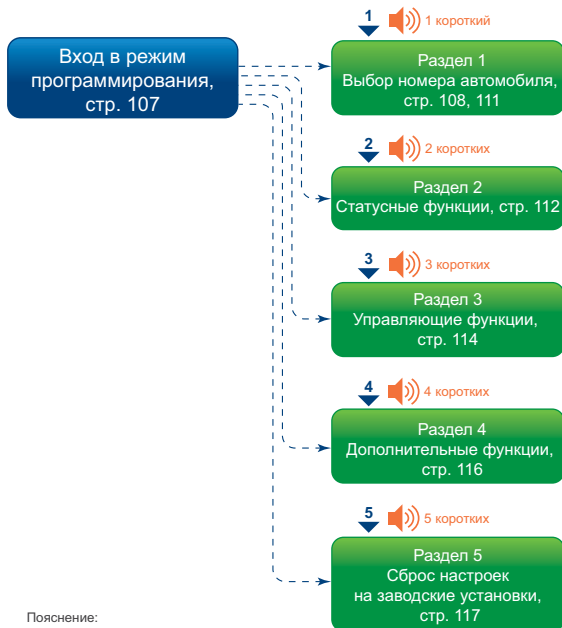 Вход в режим
программирования,
стр. 107
1
1 короткий
Раздел 1
Выбор номера автомобиля,
стр. 108, 111
2
2 коротких
Раздел 2
Статусные функции, стр. 112
3
3 коротких
Раздел 3
Управляющие функции,
стр. 114
4
4 коротких
Раздел 4
Дополнительные функции,
стр. 116
5
5 коротких
Раздел 5
Сброс настроек
на заводские установки,
стр. 117
Пояснение: